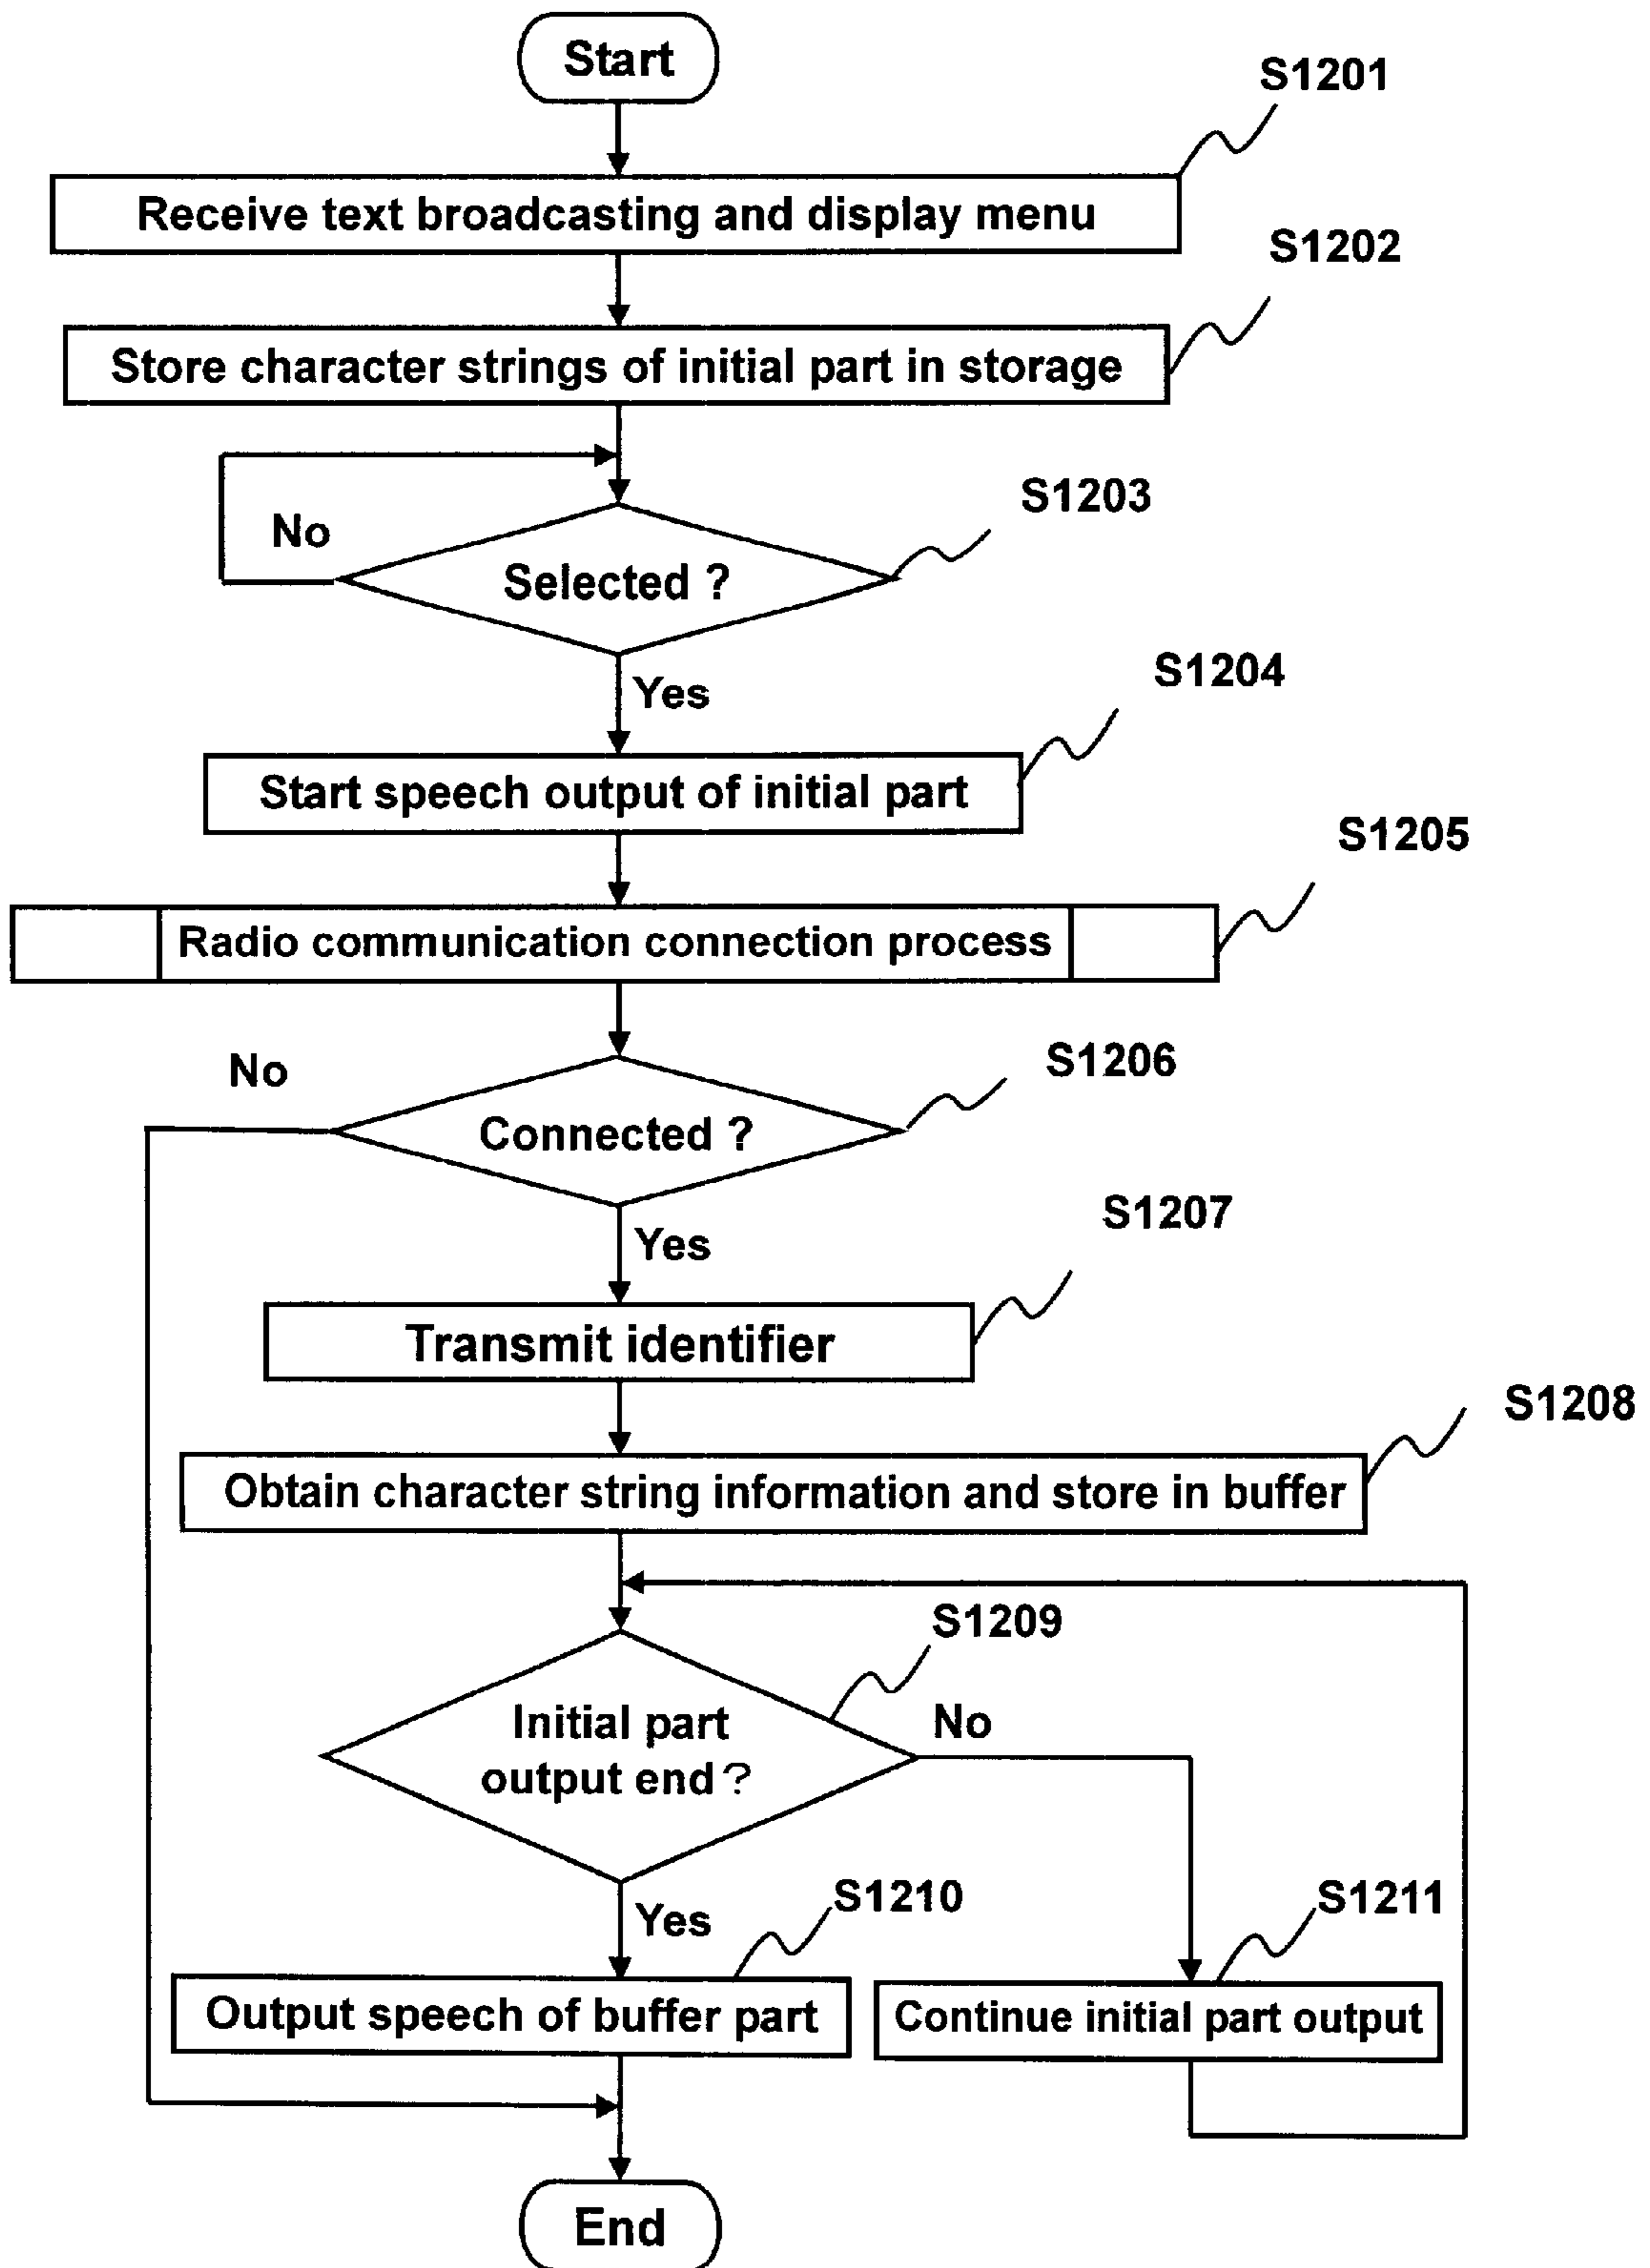 Start
S1201
Receive text broadcasting and display menu
S1202
Store character strings of initial part in storage
S1203
No
Selected ?
S1204
Yes
Start speech output of initial part
S1205
Radio communication connection process
S1206
No
Connected ?
S1207
Yes
Transmit identifier
S1208
Obtain character string information and store in buffer
S1209
Initial part
output end ?
No
S1210
S1211
Yes
Output speech of buffer part
Continue initial part output
End